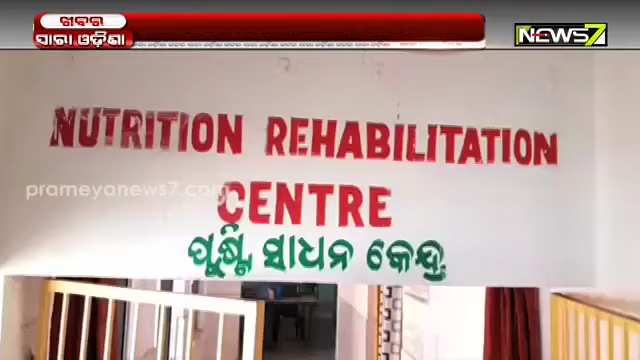 ଖବର
ସାରା ଓଡ଼ିଶା
NEWS7
NUTRITION REHABILITATION
prameyanews7.com
CENTRE
ପୁଷ୍ଟି ସାଧନ କେନ୍ଦ୍ର